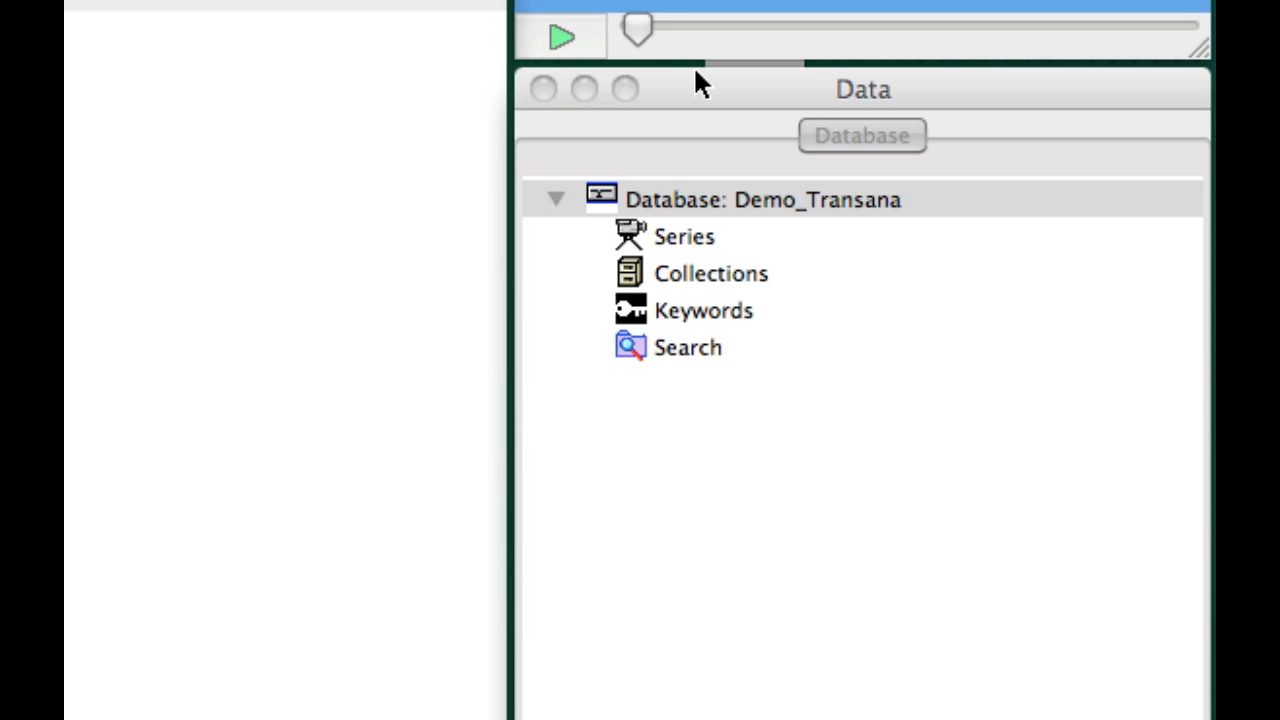 Data
Database
Database: Demo_Transana
Series
Collections
Keywords
Search